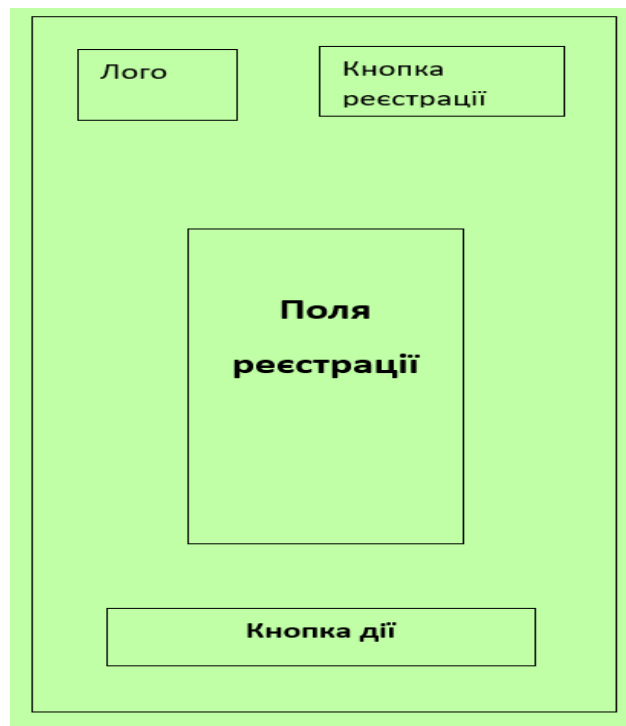 Лого
Кнопка
реєстрації
Поля
реєстрації
Кнопка дії